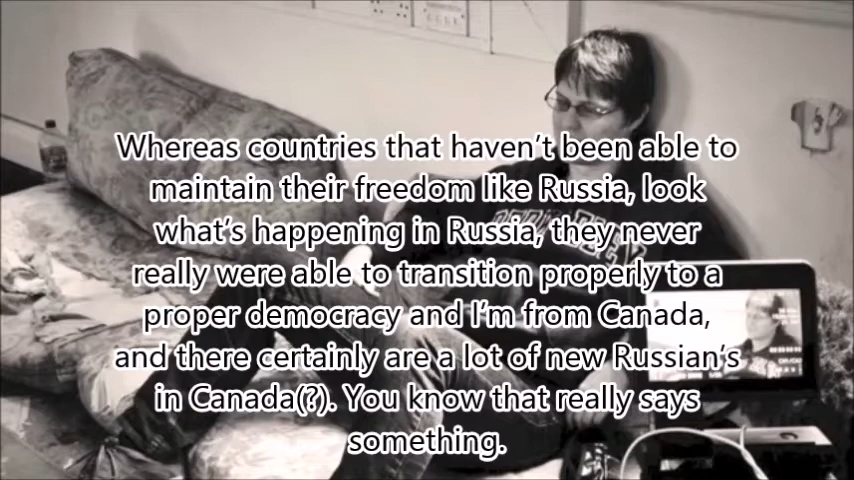 Whereas countries that haven't been able to
maintain their freedom like Russia, look
what's happening in Russia, they never
really were able to transition properly to a
proper democracy and I'm from Canada,
and there certainly are a lot of new Russian's
in Canada(?). You know that really says
something.